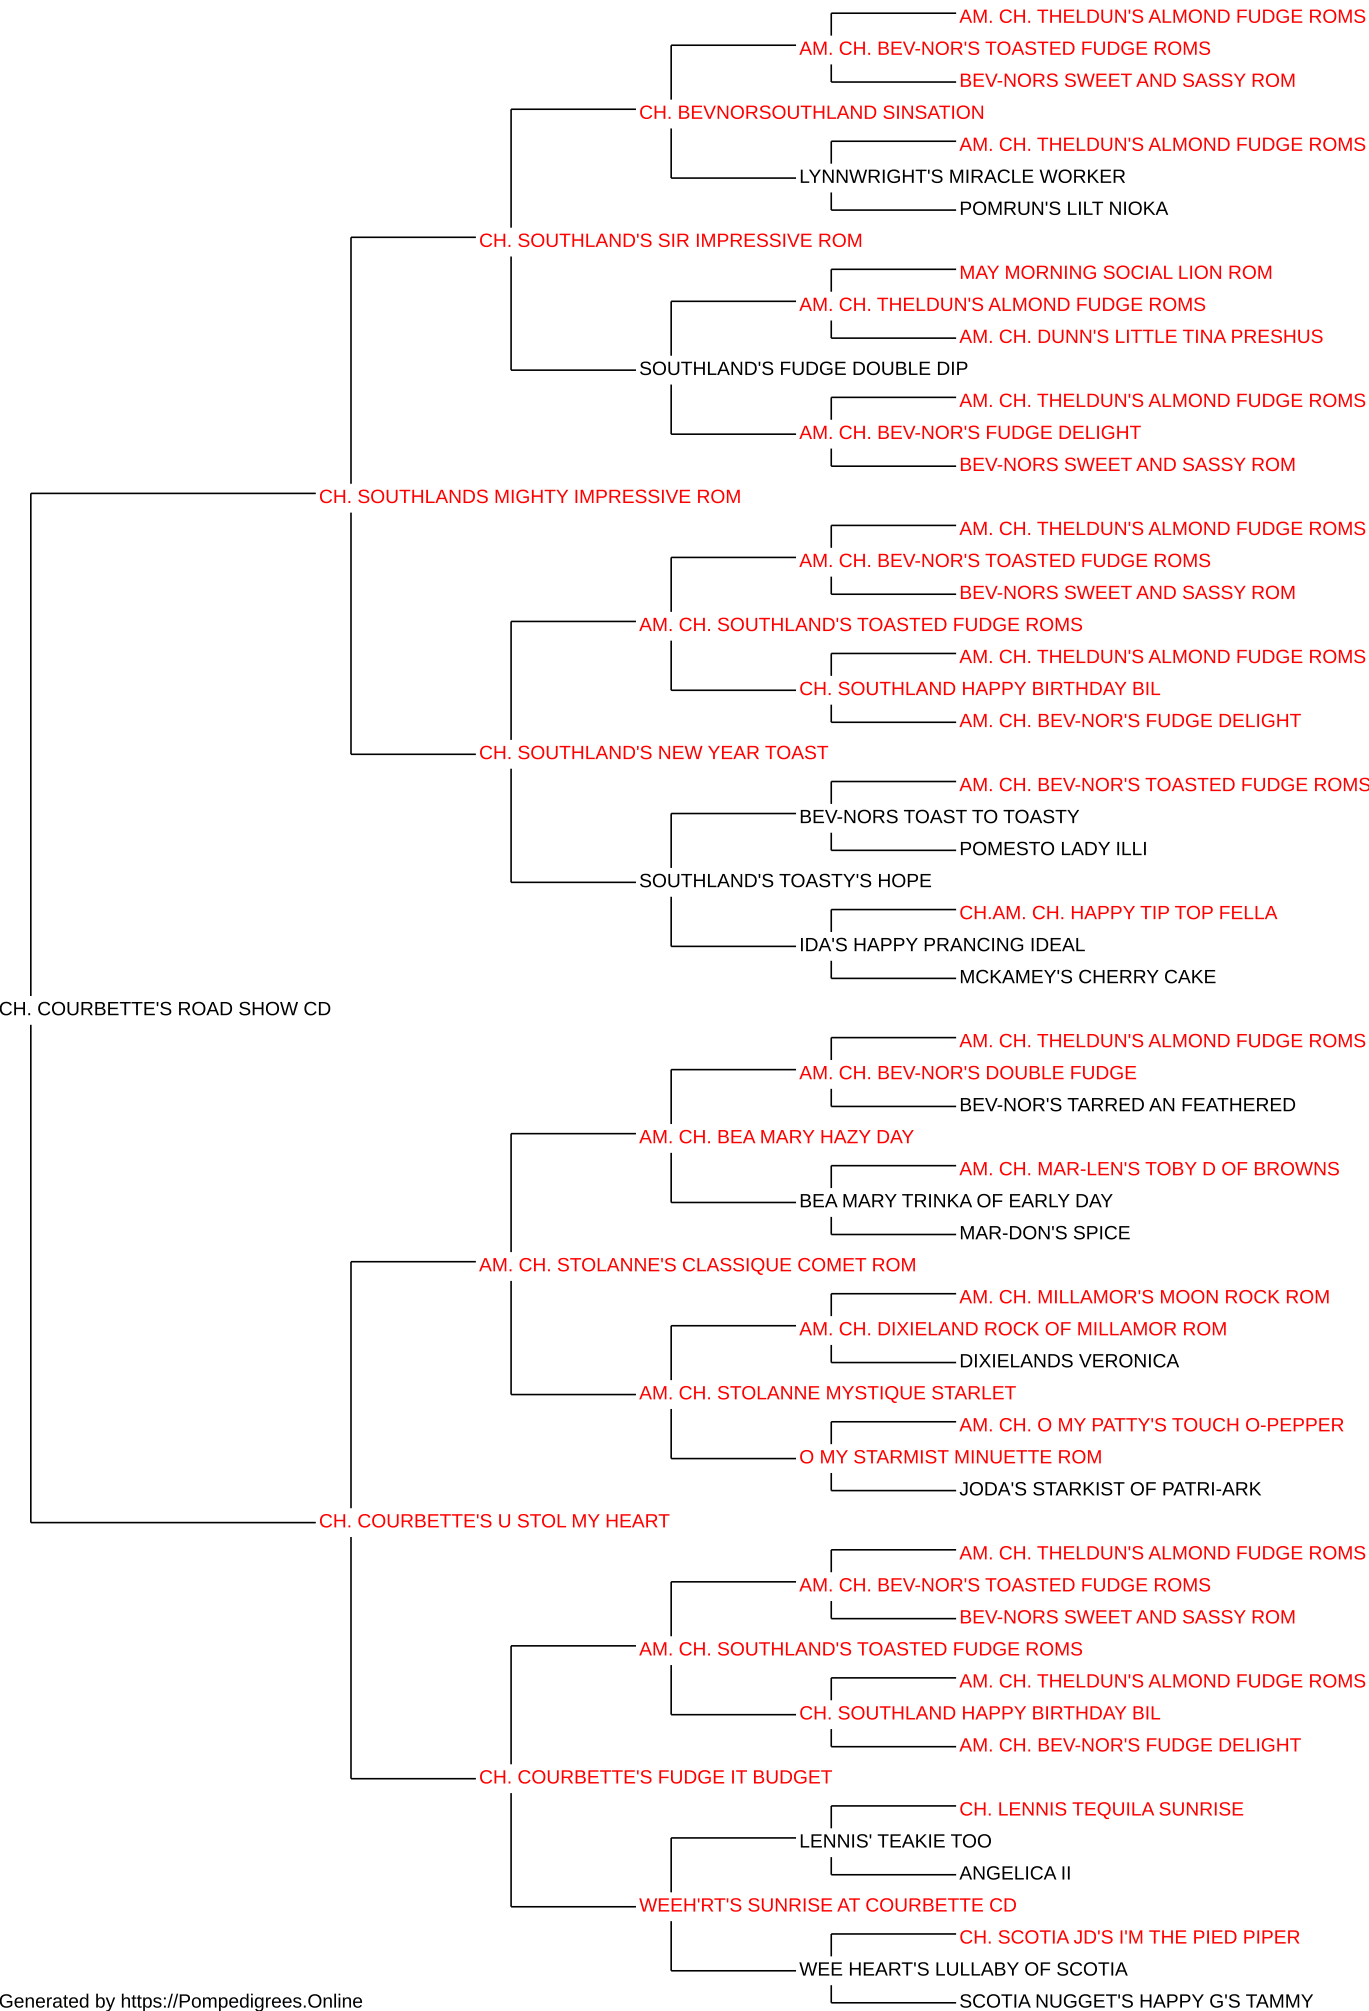 AM. CH. THELDUN'S ALMOND FUDGE ROMS
AM. CH. BEV-NOR'S TOASTED FUDGE ROMS
BEV-NORS SWEET AND SASSY ROM
CH. BEVNORSOUTHLAND SINSATION
AM. CH. THELDUN'S ALMOND FUDGE ROMS
LYNNWRIGHT'S MIRACLE WORKER
POMRUN'S LILT NIOKA
CH. SOUTHLAND'S SIR IMPRESSIVE ROM
MAY MORNING SOCIAL LION ROM
AM. CH. THELDUN'S ALMOND FUDGE ROMS
AM. CH. DUNN'S LITTLE TINA PRESHUS
SOUTHLAND'S FUDGE DOUBLE DIP
AM. CH. THELDUN'S ALMOND FUDGE ROMS
AM. CH. BEV-NOR'S FUDGE DELIGHT
BEV-NORS SWEET AND SASSY ROM
CH. SOUTHLANDS MIGHTY IMPRESSIVE ROM
AM. CH. THELDUN'S ALMOND FUDGE ROMS
AM. CH. BEV-NOR'S TOASTED FUDGE ROMS
BEV-NORS SWEET AND SASSY ROM
AM. CH. SOUTHLAND'S TOASTED FUDGE ROMS
AM. CH. THELDUN'S ALMOND FUDGE ROMS
CH. SOUTHLAND HAPPY BIRTHDAY BIL
AM. CH. BEV-NOR'S FUDGE DELIGHT
CH. SOUTHLAND'S NEW YEAR TOAST
AM. CH. BEV-NOR'S TOASTED FUDGE ROMS
BEV-NORS TOAST TO TOASTY
POMESTO LADY ILLI
SOUTHLAND'S TOASTY'S HOPE
CH.AM. CH. HAPPY TIP TOP FELLA
IDA'S HAPPY PRANCING IDEAL
MCKAMEY'S CHERRY CAKE
CH. COURBETTE'S ROAD SHOW CD
AM. CH. THELDUN'S ALMOND FUDGE ROMS
AM. CH. BEV-NOR'S DOUBLE FUDGE
BEV-NOR'S TARRED AN FEATHERED
AM. CH. BEA MARY HAZY DAY
AM. CH. MAR-LEN'S TOBY D OF BROWNS
BEA MARY TRINKA OF EARLY DAY
MAR-DON'S SPICE
AM. CH. STOLANNE'S CLASSIQUE COMET ROM
AM. CH. MILLAMOR'S MOON ROCK ROM
AM. CH. DIXIELAND ROCK OF MILLAMOR ROM
DIXIELANDS VERONICA
AM. CH. STOLANNE MYSTIQUE STARLET
AM. CH. O MY PATTY'S TOUCH O-PEPPER
O MY STARMIST MINUETTE ROM
JODA'S STARKIST OF PATRI-ARK
CH. COURBETTE'S U STOL MY HEART
AM. CH. THELDUN'S ALMOND FUDGE ROMS
AM. CH. BEV-NOR'S TOASTED FUDGE ROMS
BEV-NORS SWEET AND SASSY ROM
AM. CH. SOUTHLAND'S TOASTED FUDGE ROMS
AM. CH. THELDUN'S ALMOND FUDGE ROMS
CH. SOUTHLAND HAPPY BIRTHDAY BIL
AM. CH. BEV-NOR'S FUDGE DELIGHT
CH. COURBETTE'S FUDGE IT BUDGET
CH. LENNIS TEQUILA SUNRISE
LENNIS' TEAKIE TOO
ANGELICA II
WEEH'RT'S SUNRISE AT COURBETTE CD
CH. SCOTIA JD'S I'M THE PIED PIPER
WEE HEART'S LULLABY OF SCOTIA
SCOTIA NUGGET'S HAPPY G'S TAMMY
Generated by https://Pompedigrees.Online